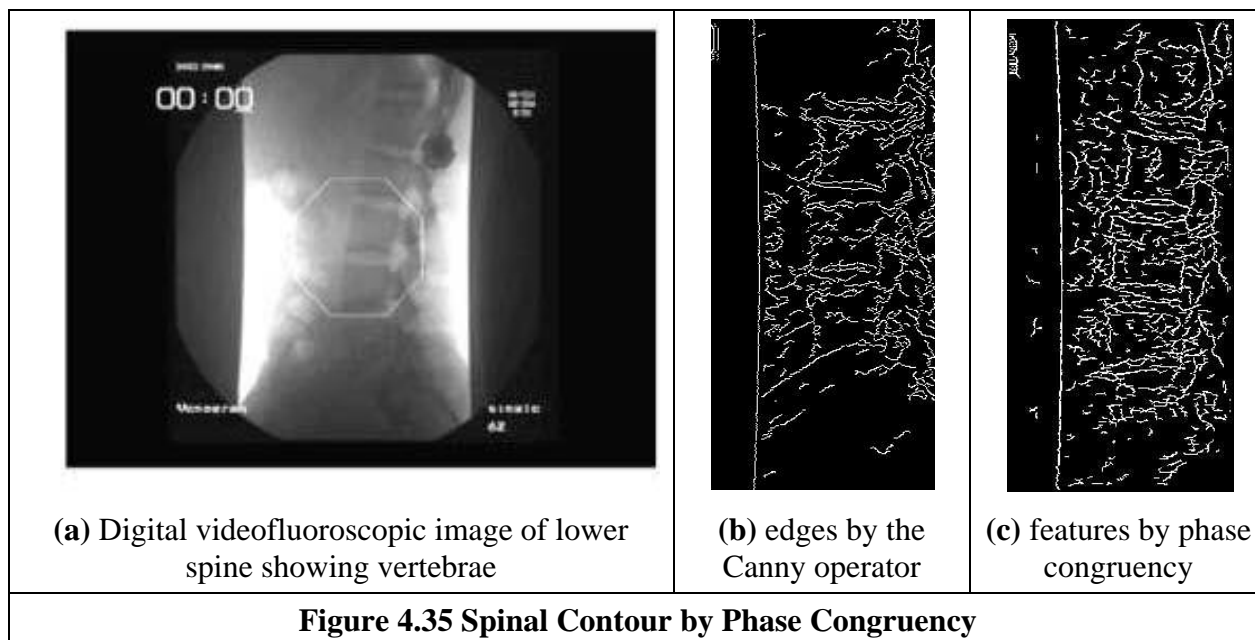 00:00
(a) Digital videofluoroscopic image of lower
spine showing vertebrae
(b) edges by the
Canny operator
(c) features by phase
congruency
Figure 4.35 Spinal Contour by Phase Congruency